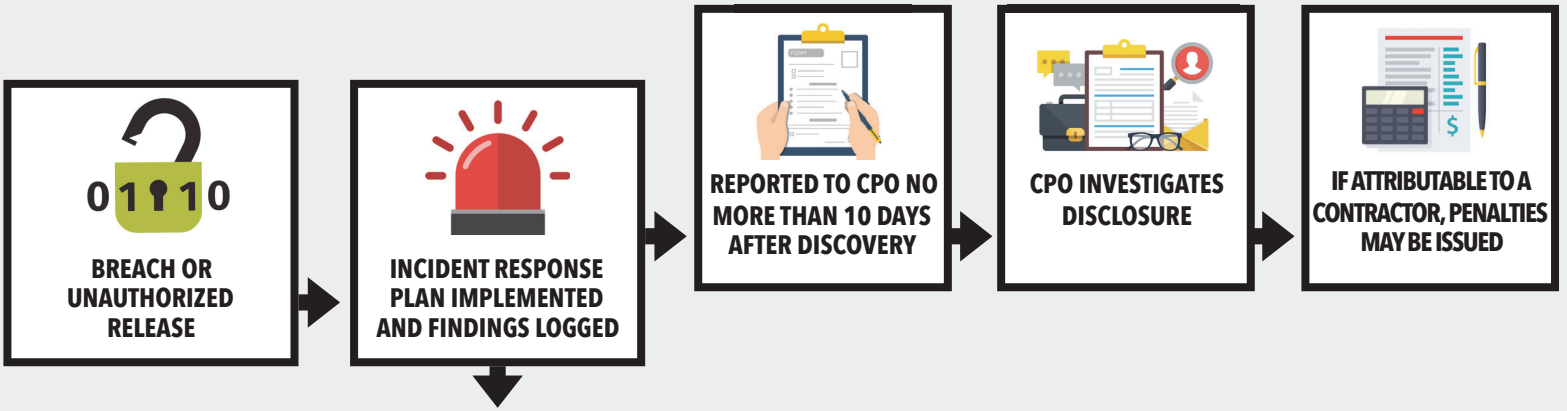 01 10
BREACH OR
UNAUTHORIZED
RELEASE
INCIDENT RESPONSE
PLAN IMPLEMENTED
AND FINDINGS LOGGED
FORM
REPORTED TO CPO NO
MORE THAN 10 DAYS
AFTER DISCOVERY
CPO INVESTIGATES
DISCLOSURE
$
IF ATTRIBUTABLE TO A
CONTRACTOR, PENALTIES
MAY BE ISSUED